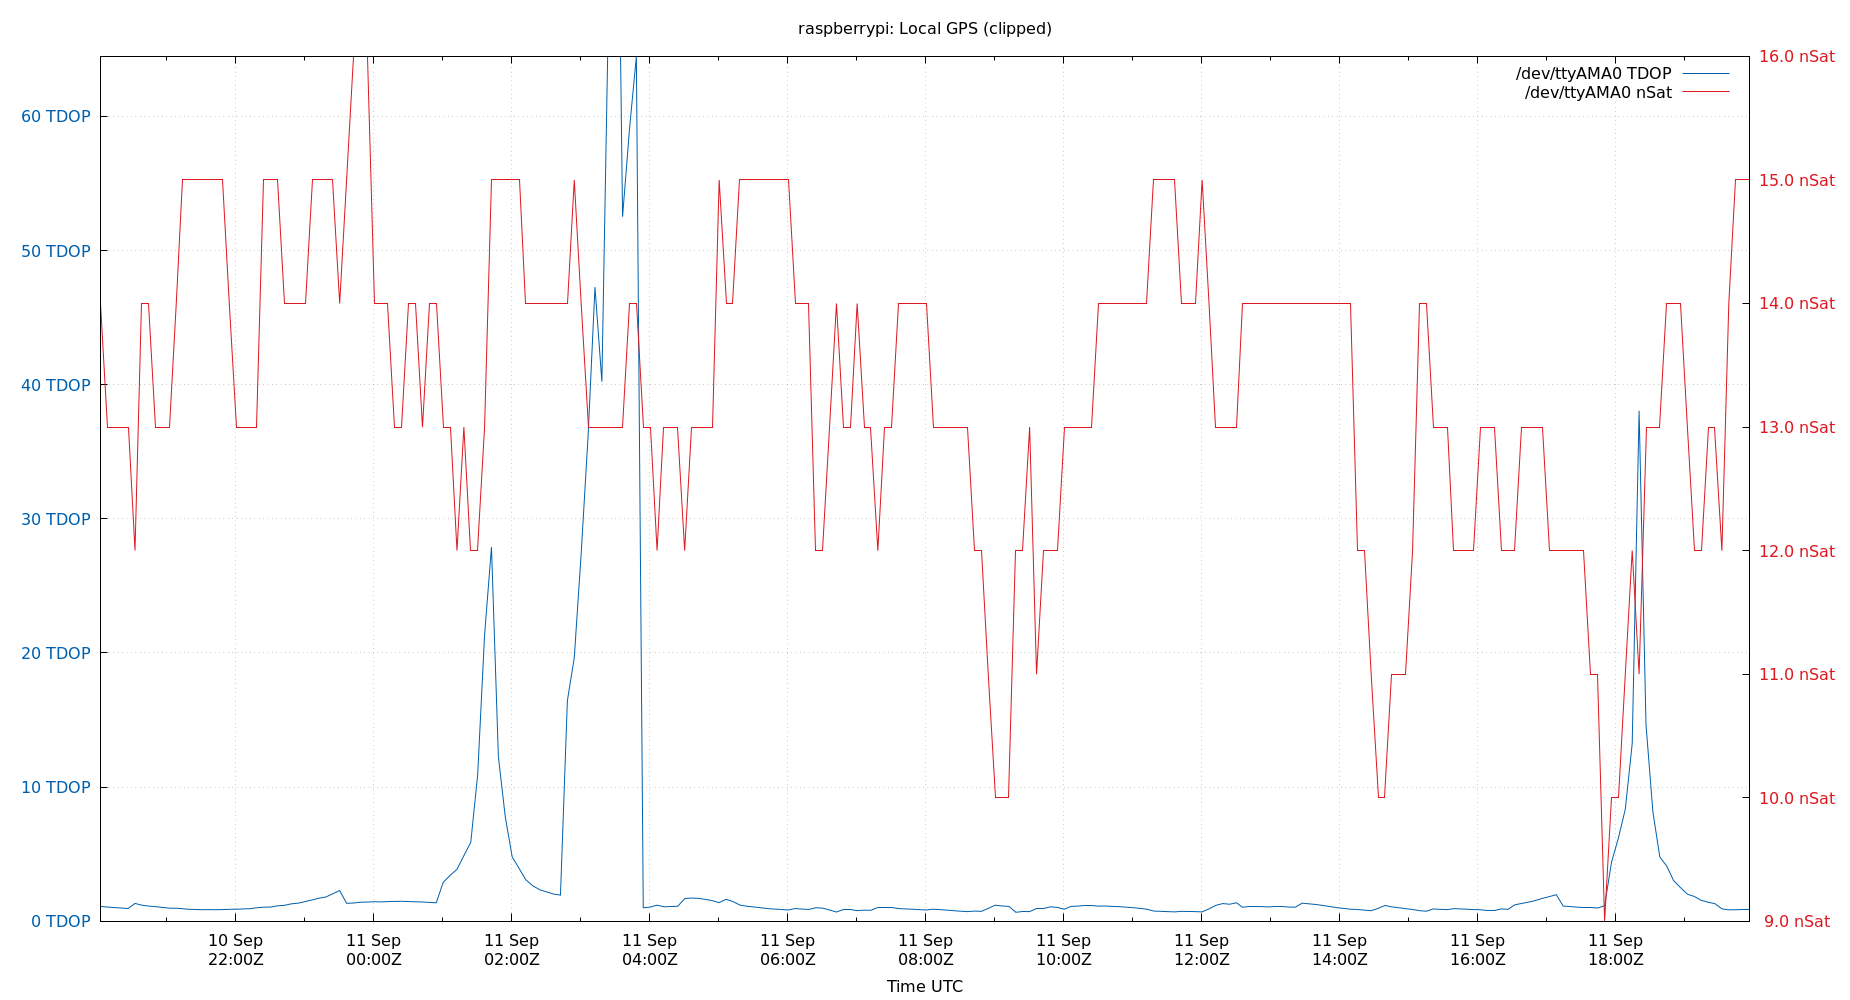 raspberrypi: Local GPS (clipped)
/dev/ttyAMA0 TDOP
/dev/ttyAMA0 nSat
60 TDOP
50 TDOP
40 TDOP
30 TDOP
20 TDOP
10 TDOP
0 TDOP
16.0 nSat
15.0 nSat
14.0 nSat
13.0 nSat
12.0 nSat
11.0 nSat
10.0 nSat
9.0 nSat
10 Sep
22:00Z
11 Sep
00:00Z
11 Sep
02:00Z
11 Sep
04:00Z
11 Sep
06:00Z
11 Sep
08:00Z
11 Sep
10:00Z
11 Sep
12:00Z
11 Sep
14:00Z
11 Sep
16:00Z
11 Sep
18:00Z
Time UTC